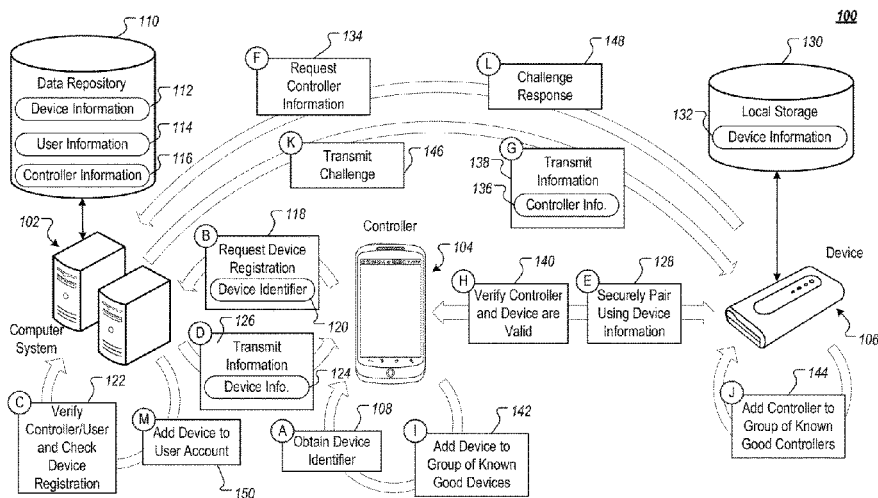 100
110
Data Repository
Device Information
112
User Information
114
Controller Information
116
F
134
Request
Controller
Information
L
148
Challenge
Response
130
Local Storage
132
Device Information
K
Transmit
Challenge
146
G
138
Transmit
Information
136
Controller Info.
102
Computer
System
B
118
Request Device
Registration
Device Identifier
120
D
126
Transmit
Information
Device Info.
124
Controller
104
H
140
Verify Controller
and Device are
Valid
E
128
Securely Pair
Using Device
Information
Device
106
C
122
Verify
Controller/User
and Check
Device
Registration
M
Add Device to
User Account
150
A
108
Obtain Device
Identifier
I
142
Add Device to
Group of Known
Good Devices
J
144
Add Controller to
Group of Known
Good Controllers